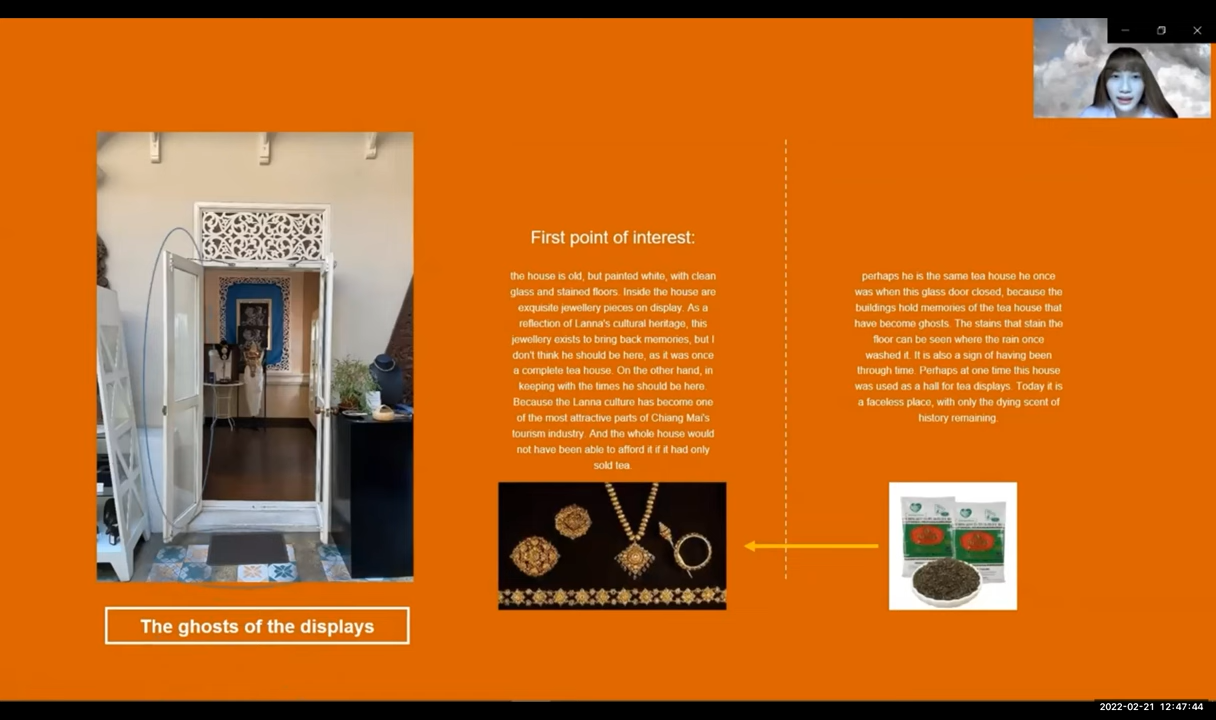 First point of interest:
the house is old, but painted white, with clean
glass and stained floors. Inside the house are
exquisite jewellery pieces on display. As a
reflection of Lanna's cultural heritage, this
jewellery exists to bring back memories, but I
don't think he should be here, as it was once
a complete tea house. On the other hand, in
keeping with the times he should be here.
Because the Lanna culture has become one
of the most attractive parts of Chiang Mai's
tourism industry. And the whole house would
not have been able to afford it if it had only
sold tea.
perhaps he is the same tea house he once
was when this glass door closed, because the
buildings hold memories of the tea house that
have become ghosts. The stains that stain the
floor can be seen where the rain once
washed it. It is also a sign of having been
through time. Perhaps at one time this house
was used as a hall for tea displays. Today it is
a faceless place, with only the dying scent of
history remaining.
The ghosts of the displays
2022-02-21 12:47:44